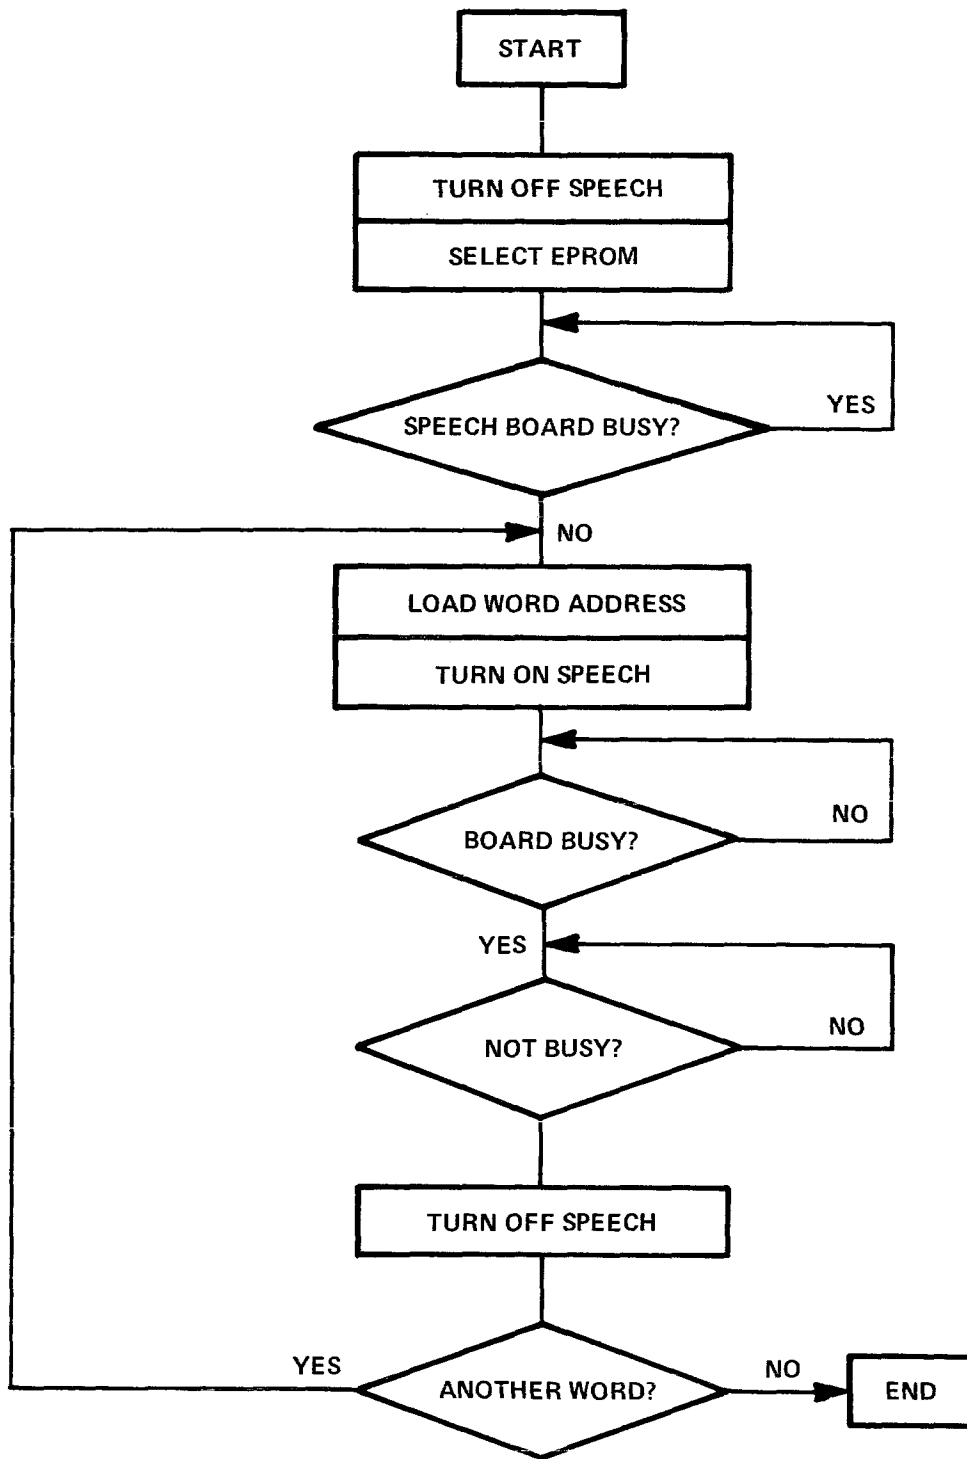 START
TURN OFF SPEECH
SELECT EPROM
YES
SPEECH BOARD BUSY?
NO
LOAD WORD ADDRESS
TURN ON SPEECH
NO
BOARD BUSY?
YES
NO
NOT BUSY?
TURN OFF SPEECH
YES
NO
ANOTHER WORD?
END